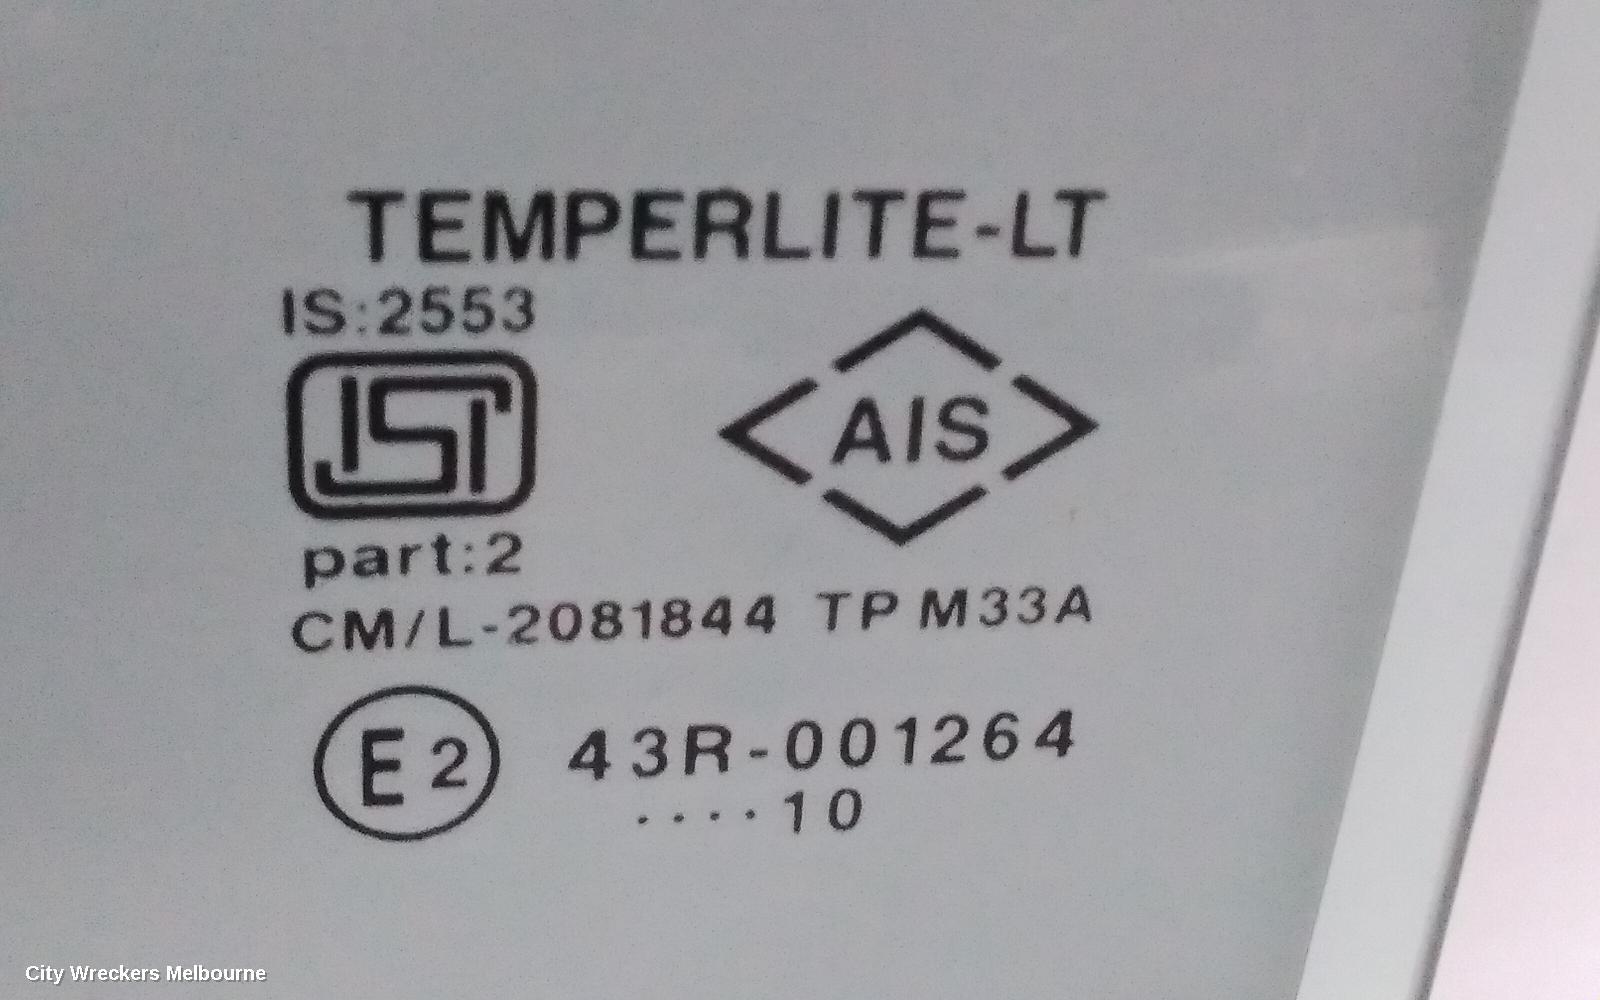 TEMPERLITE-LT
IS:2553
ISI
AIS
part:2
CM/L-2081844 TP M33A
E2 43R-001264
....10
City Wreckers Melbourne